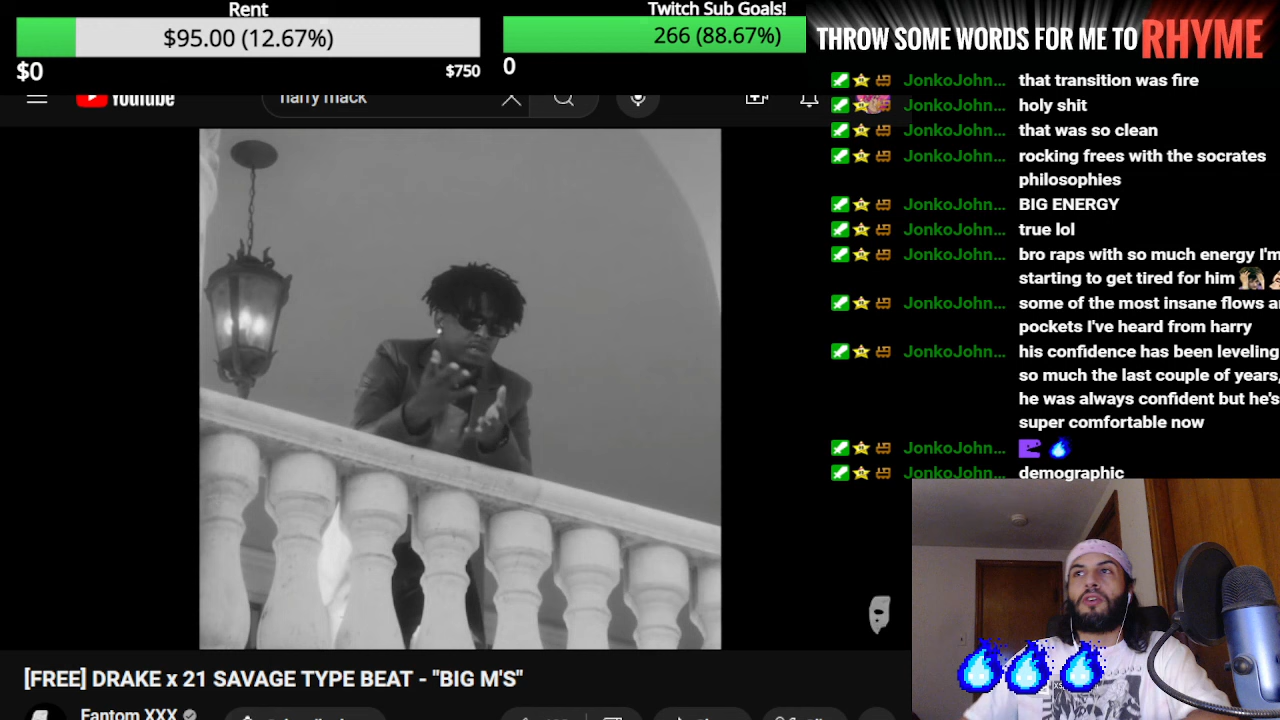 Rent
$95.00 (12.67%)
$0
$750
Twitch Sub Goals!
266 (88.67%)
0
THROW SOME WORDS FOR ME TO RHYME
YouTube
harry mack
JonkoJohn... that transition was fire
JonkoJohn... holy shit
JonkoJohn... that was so clean
JonkoJohn... rocking frees with the socrates
philosophies
JonkoJohn... BIG ENERGY
JonkoJohn... true lol
JonkoJohn... bro raps with so much energy I'm
starting to get tired for him
JonkoJohn... some of the most insane flows
pockets I've heard from harry
JonkoJohn... his confidence has been leveling
so much the last couple of years,
he was always confident but he's
super comfortable now
JonkoJohn...
JonkoJohn... demographic
[FREE] DRAKE x 21 SAVAGE TYPE BEAT - "BIG M'S"
Fantom XXX